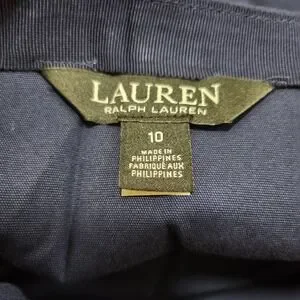 LAUREN
RALPH LAUREN
10
MADE IN
PHILIPPINES
FABRIQUÉ AUX
PHILIPPINES